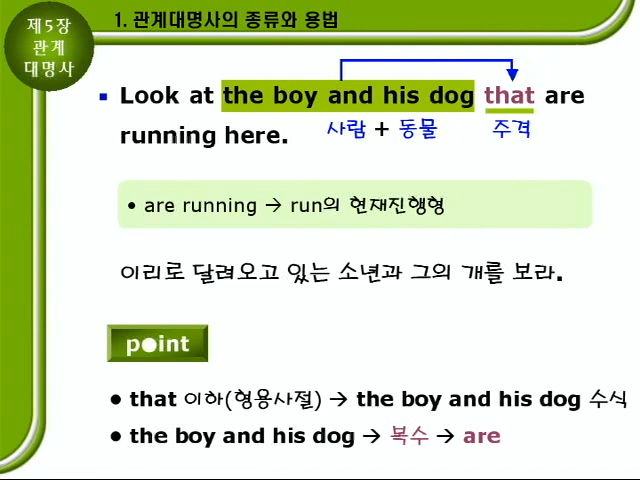 제5장
관계
대명사
1. 관계대명사의 종류와 용법
▪ Look at the boy and his dog that are
running here. 사람 + 동물 주격
• are running → run의 현재진행형
이리로 달려오고 있는 소년과 그의 개를 보라.
point
• that 이하(형용사절) → the boy and his dog 수식
• the boy and his dog → 복수 → are